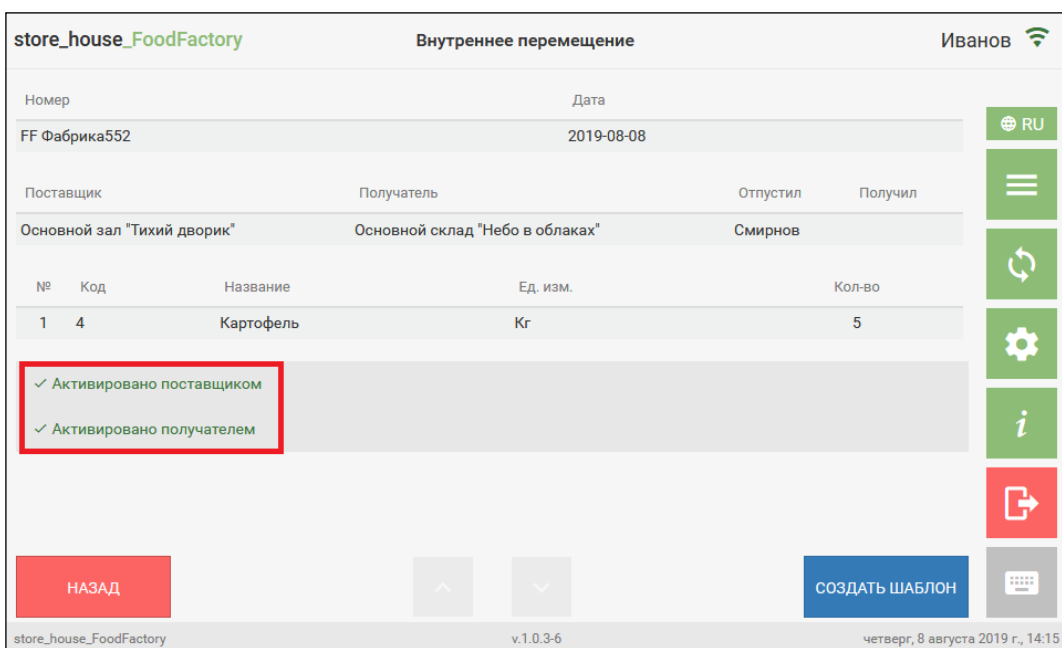 store_house_FoodFactory Внутреннее перемещение Иванов
Номер Дата
RU
FF Фабрика552 2019-08-08
Поставщик Получатель Отпустил Получил
Основной зал "Тихий дворик" Основной склад "Небо в облаках" Смирнов
№ Код Название Ед. изм. Кол-во
1 4 Картофель Кг 5
✓ Активировано поставщиком
i
✓ Активировано получателем
НАЗАД СОЗДАТЬ ШАБЛОН
store_house_FoodFactory v.1.0.3-6 четверг, 8 августа 2019 г., 14:15